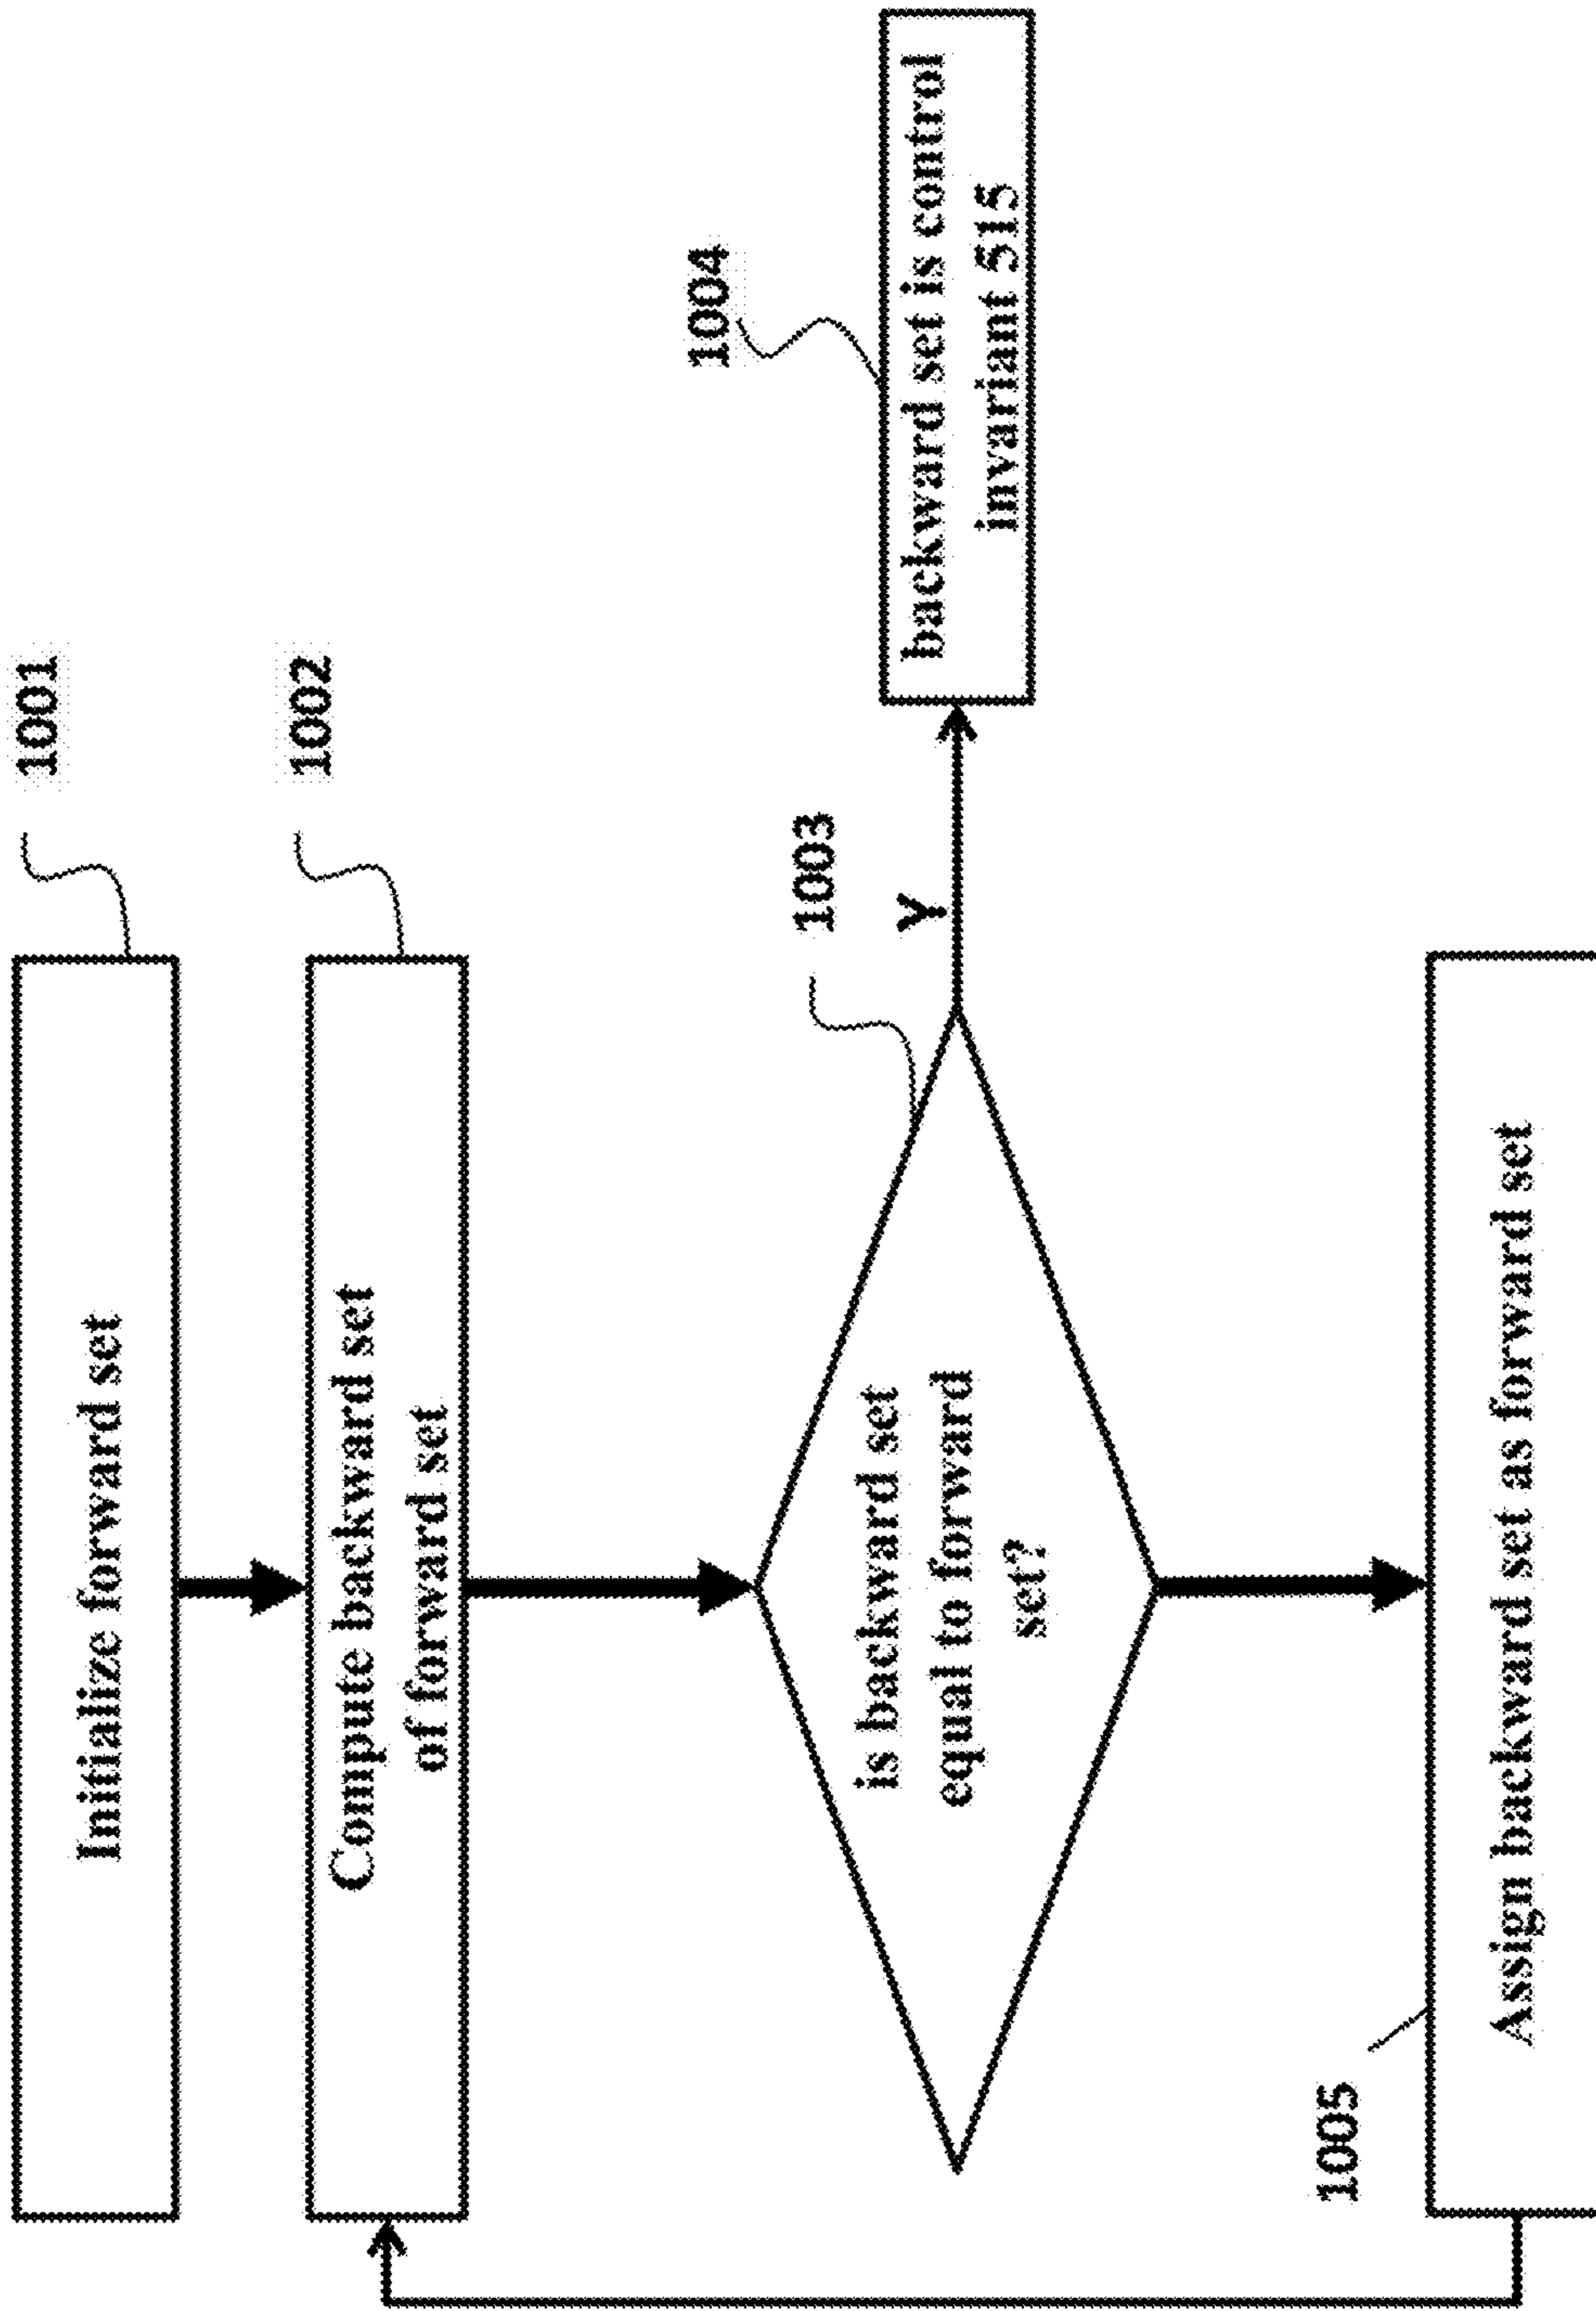 1001
Initialize forward set
1002
Compute backward set
of forward set
1003
is backward set
equal to forward
set?
Y
1004
backward set is control
invariant 515
1005
Assign backward set as forward set